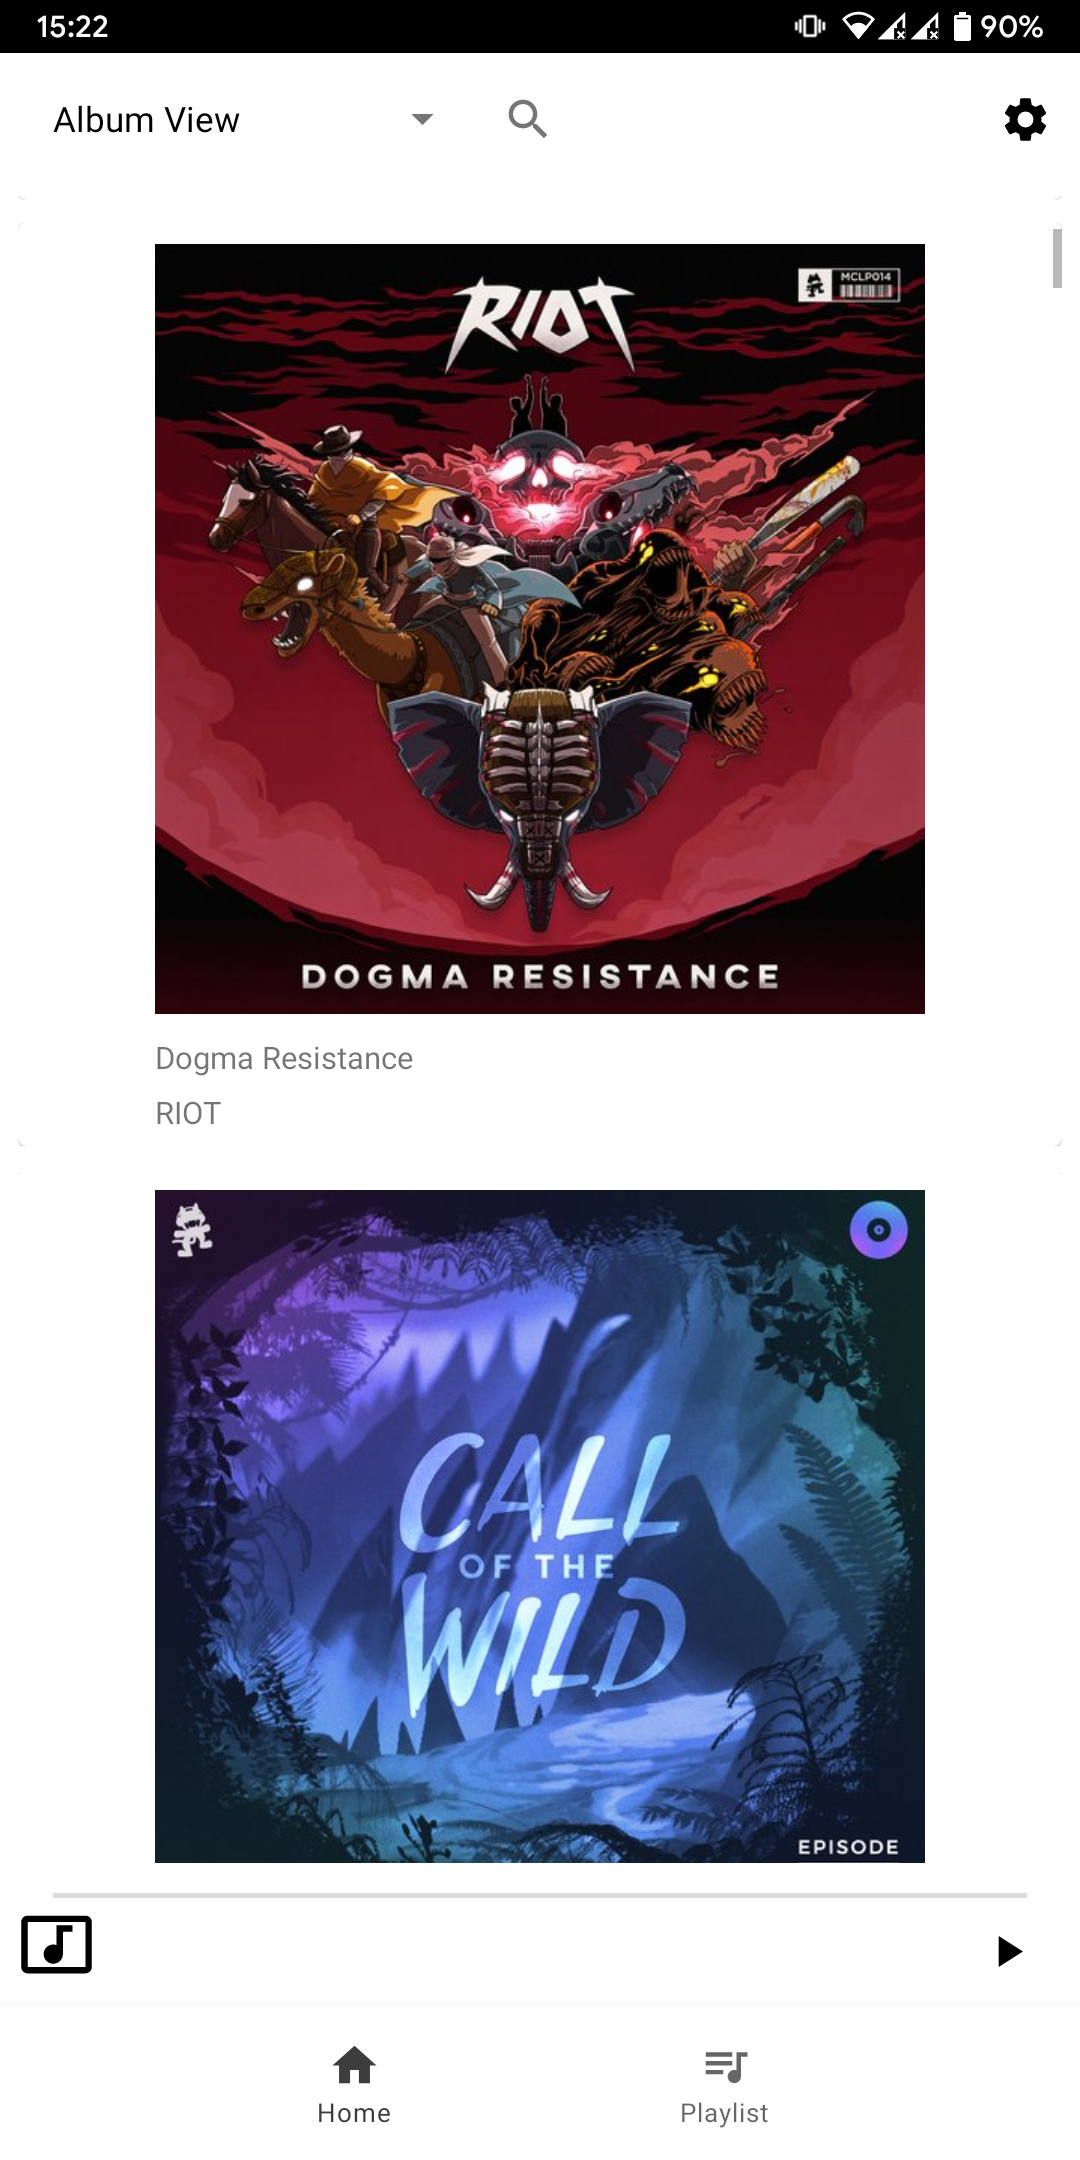 15:22
90%
Album View
RIOT
MCLP014
DOGMA RESISTANCE
Dogma Resistance
RIOT
CALL
OF THE
WILD
EPISODE
Home
Playlist